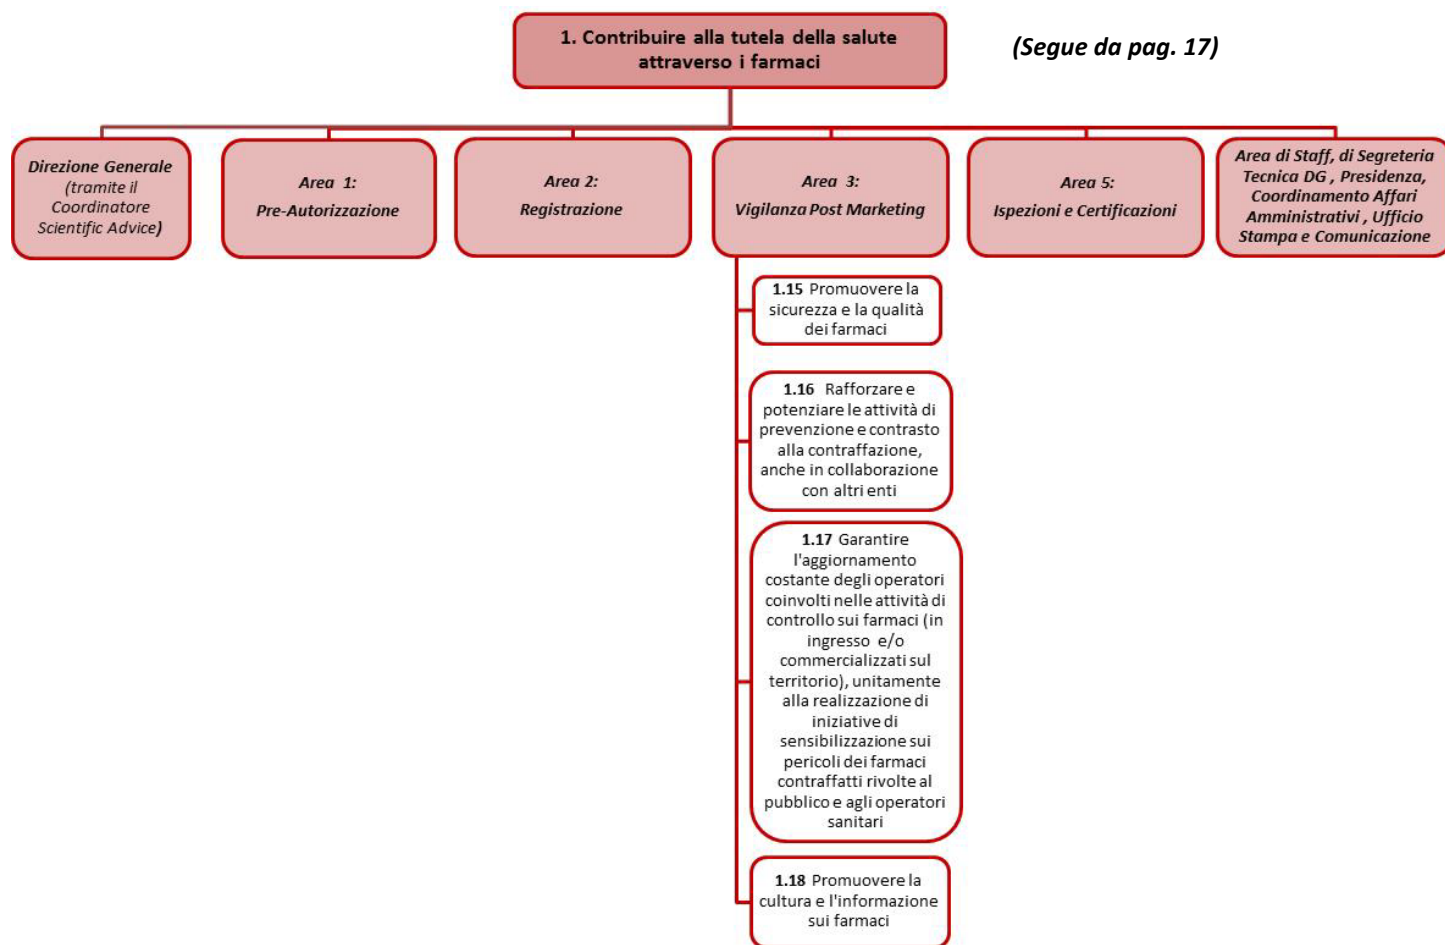 1. Contribuire alla tutela della salute
attraverso i farmaci
(Segue da pag. 17)
Direzione Generale
(tramite il
Coordinatore
Scientific Advice)
Area 1:
Pre-Autorizzazione
Area 2:
Registrazione
Area 3:
Vigilanza Post Marketing
Area 5:
Ispezioni e Certificazioni
Area di Staff, di Segreteria
Tecnica DG , Presidenza,
Coordinamento Affari
Amministrativi , Ufficio
Stampa e Comunicazione
1.15 Promuovere la
sicurezza e la qualità
dei farmaci
1.16 Rafforzare e
potenziare le attività di
prevenzione e contrasto
alla contraffazione,
anche in collaborazione
con altri enti
1.17 Garantire
l'aggiornamento
costante degli operatori
coinvolti nelle attività di
controllo sui farmaci (in
ingresso e/o
commercializzati sul
territorio), unitamente
alla realizzazione di
iniziative di
sensibilizzazione sui
pericoli dei farmaci
contraffatti rivolte al
pubblico e agli operatori
sanitari
1.18 Promuovere la
cultura e l'informazione
sui farmaci